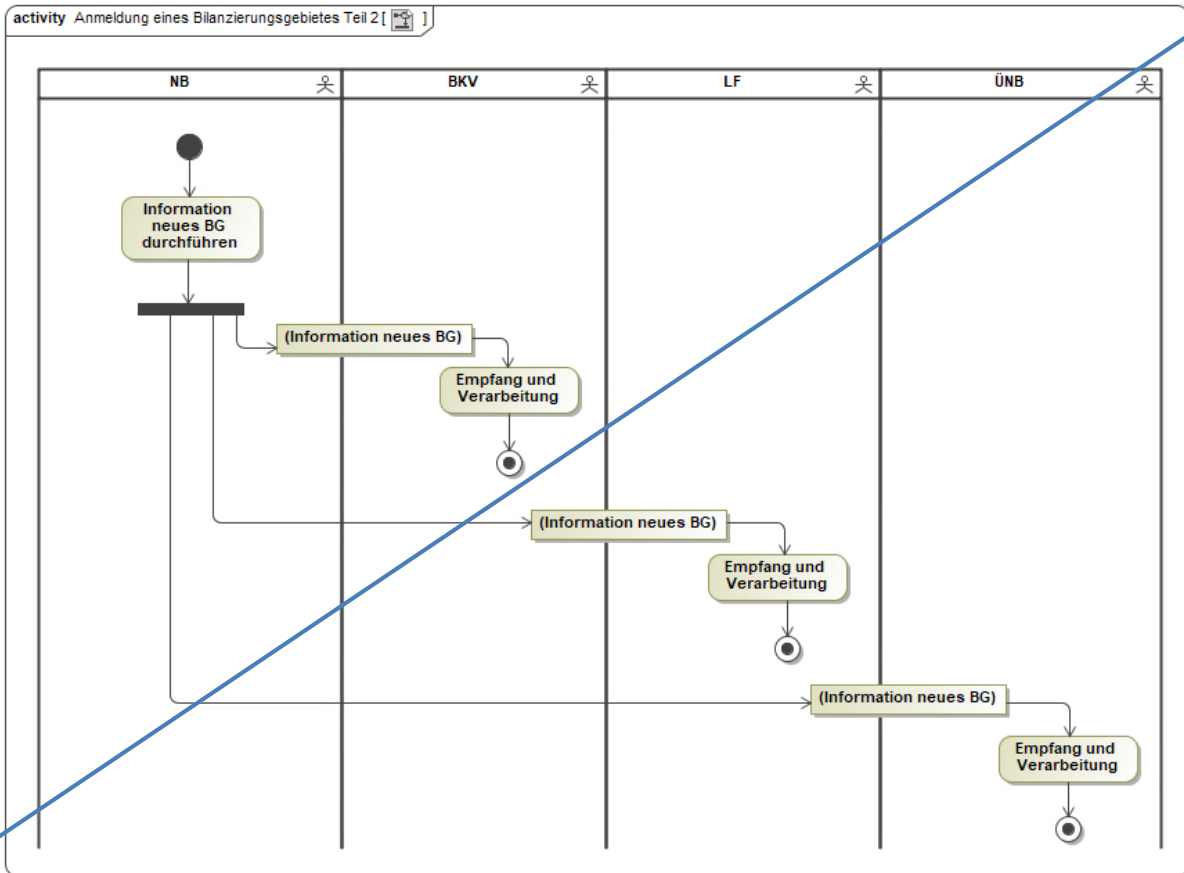 activity Anmeldung eines Bilanzierungsgebietes Teil 2 [ ]
NB
BKV
LF
ÜNB
Information
neues BG
durchführen
(Information neues BG)
Empfang und
Verarbeitung
(Information neues BG)
Empfang und
Verarbeitung
(Information neues BG)
Empfang und
Verarbeitung